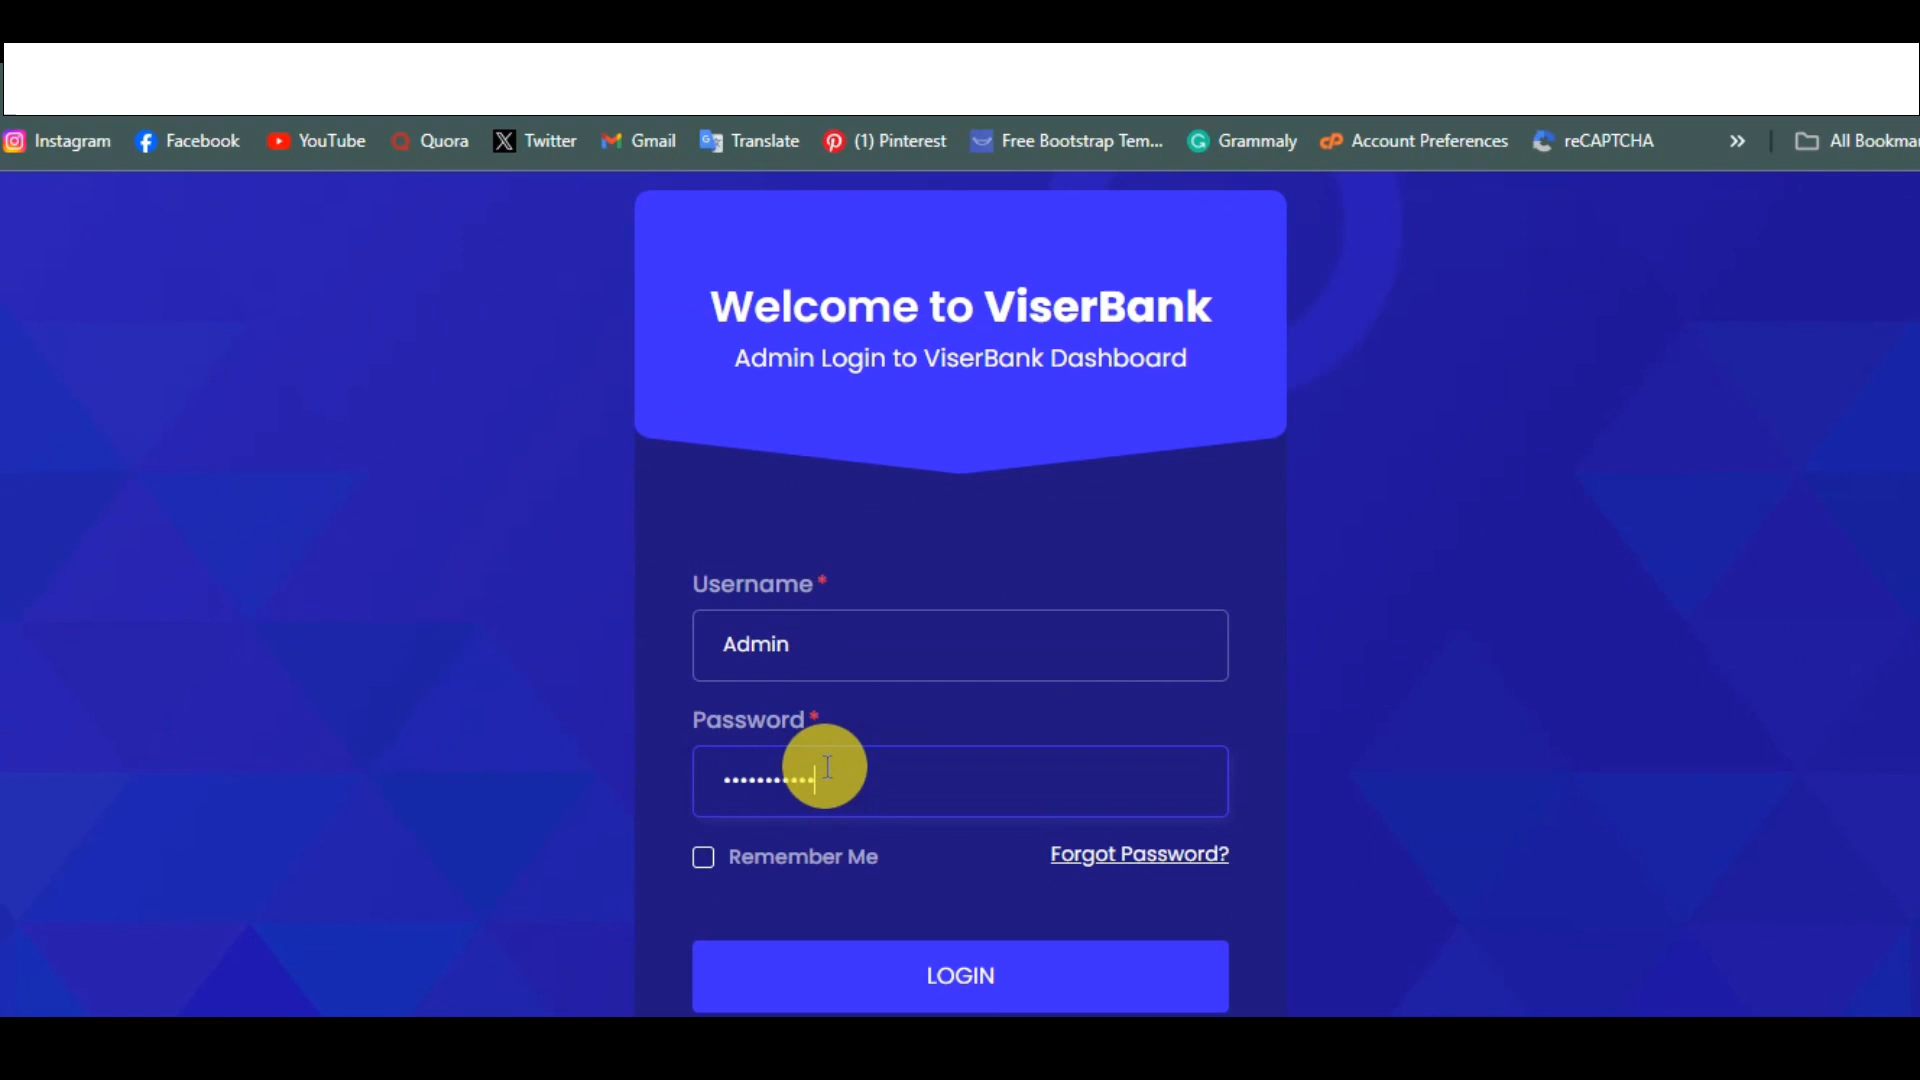 Instagram Facebook YouTube Quora Twitter Gmail Translate (1) Pinterest Free Bootstrap Tem... Grammaly Account Preferences reCAPTCHA » All Bookmar
Welcome to ViserBank
Admin Login to ViserBank Dashboard
Username *
Admin
Password *
•••••••••••
Remember Me Forgot Password?
LOGIN